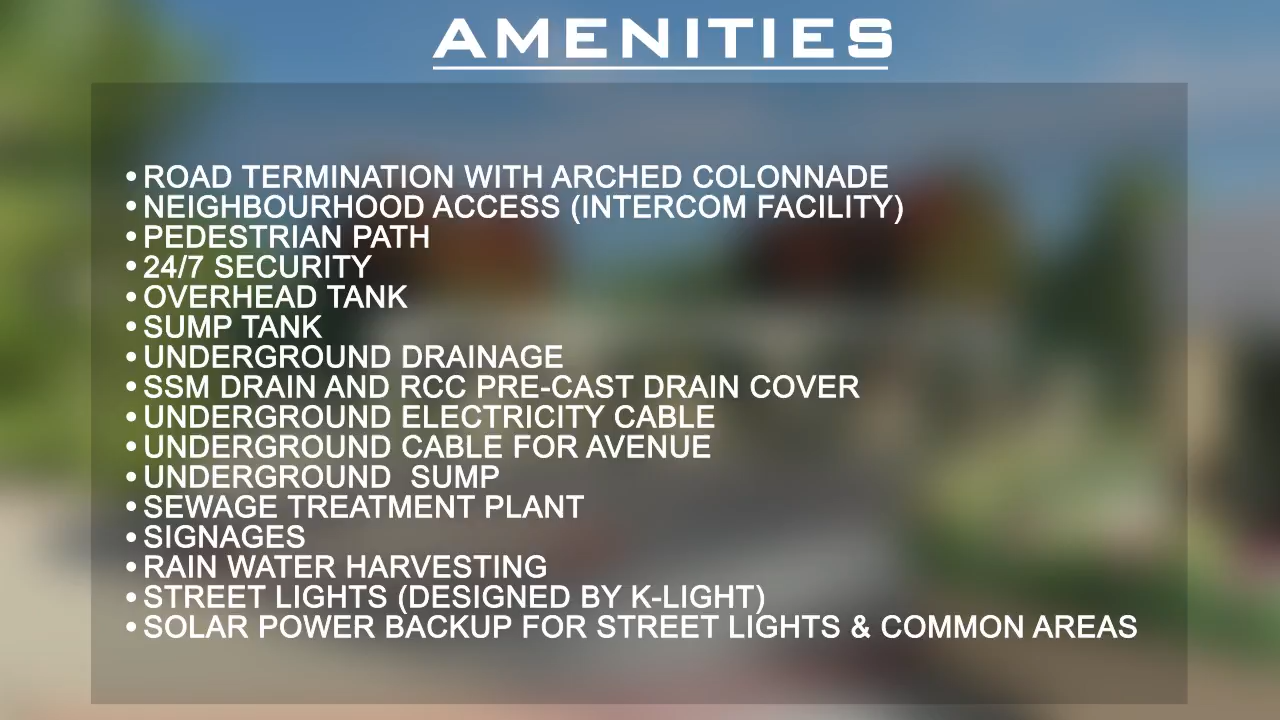 AMENITIES
• ROAD TERMINATION WITH ARCHED COLONNADE
• NEIGHBOURHOOD ACCESS (INTERCOM FACILITY)
• PEDESTRIAN PATH
• 24/7 SECURITY
• OVERHEAD TANK
• SUMP TANK
• UNDERGROUND DRAINAGE
• SSM DRAIN AND RCC PRE-CAST DRAIN COVER
• UNDERGROUND ELECTRICITY CABLE
• UNDERGROUND CABLE FOR AVENUE
• UNDERGROUND  SUMP
• SEWAGE TREATMENT PLANT
• SIGNAGES
• RAIN WATER HARVESTING
• STREET LIGHTS (DESIGNED BY K-LIGHT)
• SOLAR POWER BACKUP FOR STREET LIGHTS & COMMON AREAS